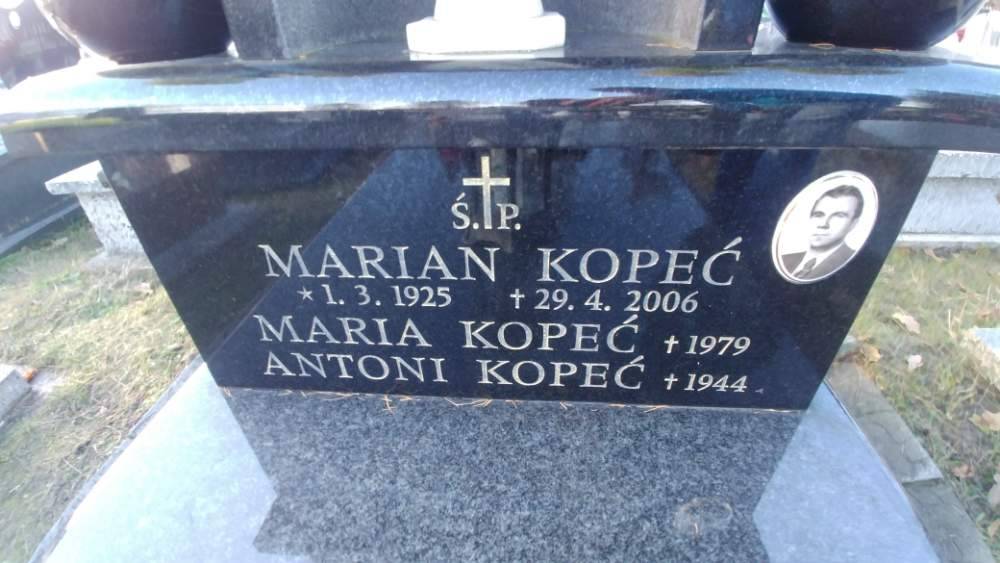 Ś. P.
MARIAN KOPEĆ
* 1. 3. 1925 † 29. 4. 2006
MARIA KOPEĆ † 1979
ANTONI KOPEĆ † 1944